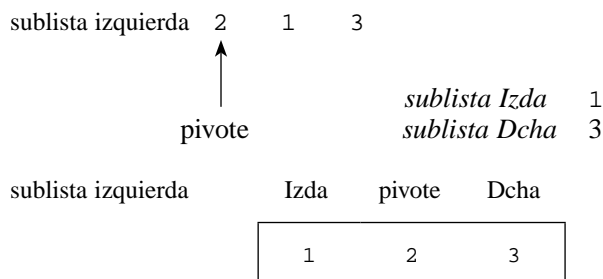 sublista izquierda 2 1 3
sublista Izda 1
pivote sublista Dcha 3
sublista izquierda Izda pivote Dcha
1 2 3